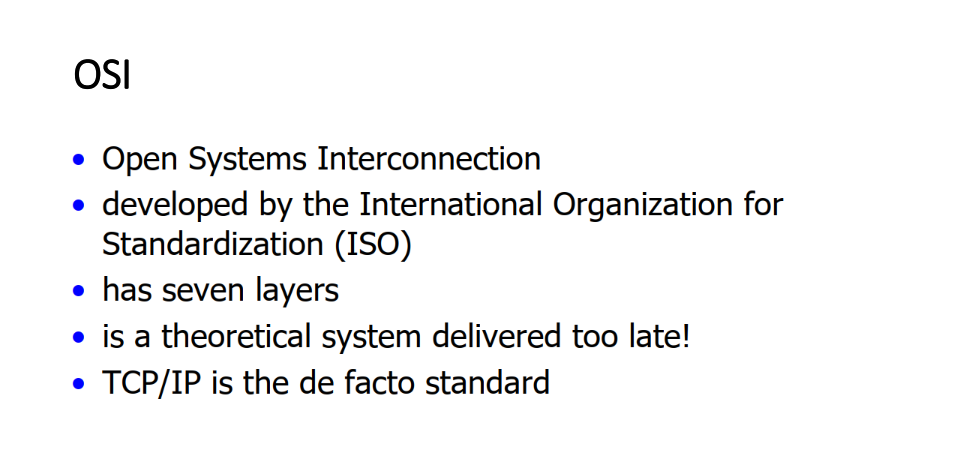 OSI
• Open Systems Interconnection
• developed by the International Organization for
Standardization (ISO)
• has seven layers
• is a theoretical system delivered too late!
• TCP/IP is the de facto standard